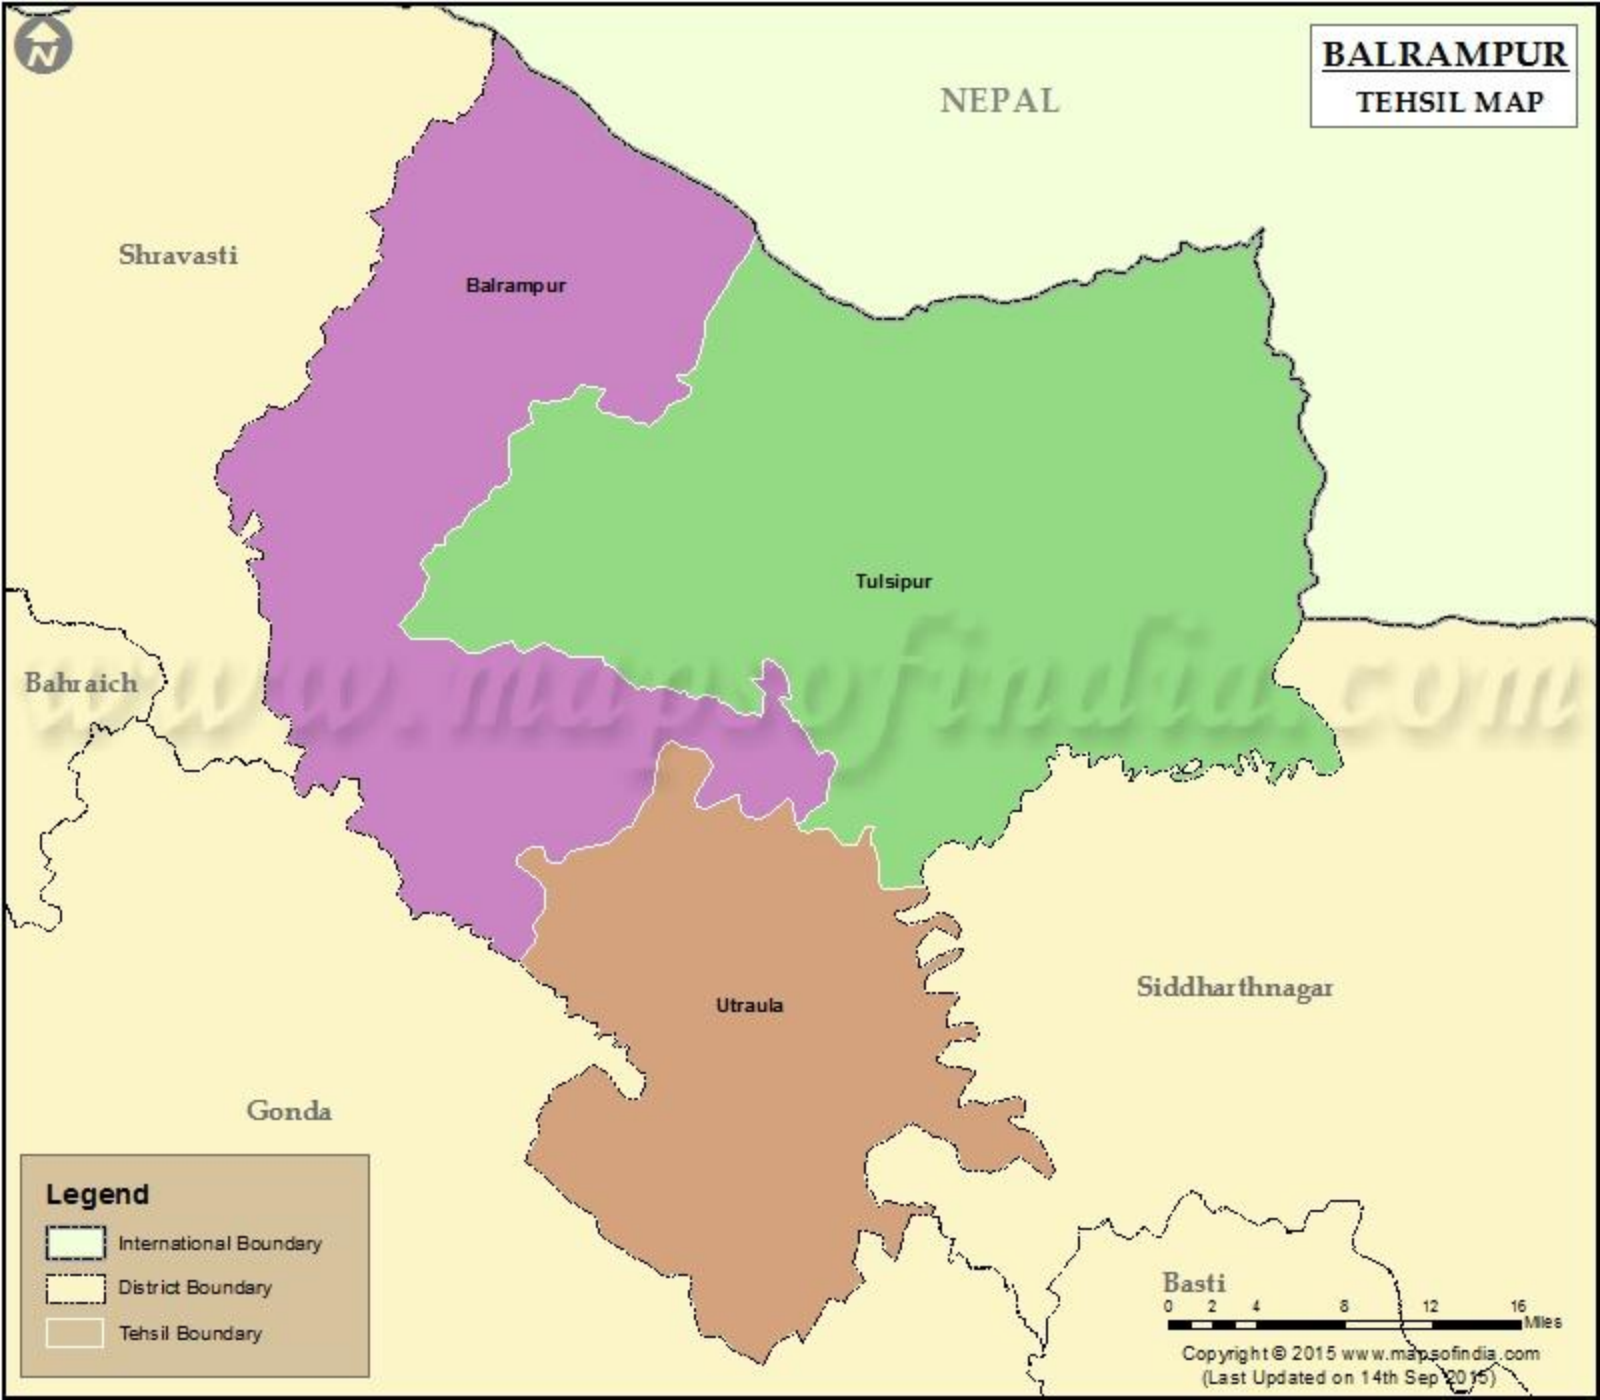 N
BALRAMPUR
TEHSIL MAP
NEPAL
Shravasti
Balrampur
Tulsipur
www.mapsofindia.com
Bahraich
Siddharthnagar
Utraula
Gonda
Basti
Legend
International Boundary
District Boundary
Tehsil Boundary
0 2 4 8 12 16
Miles
Copyright © 2015 www.mapsofindia.com
(Last Updated on 14th Sep 2015)